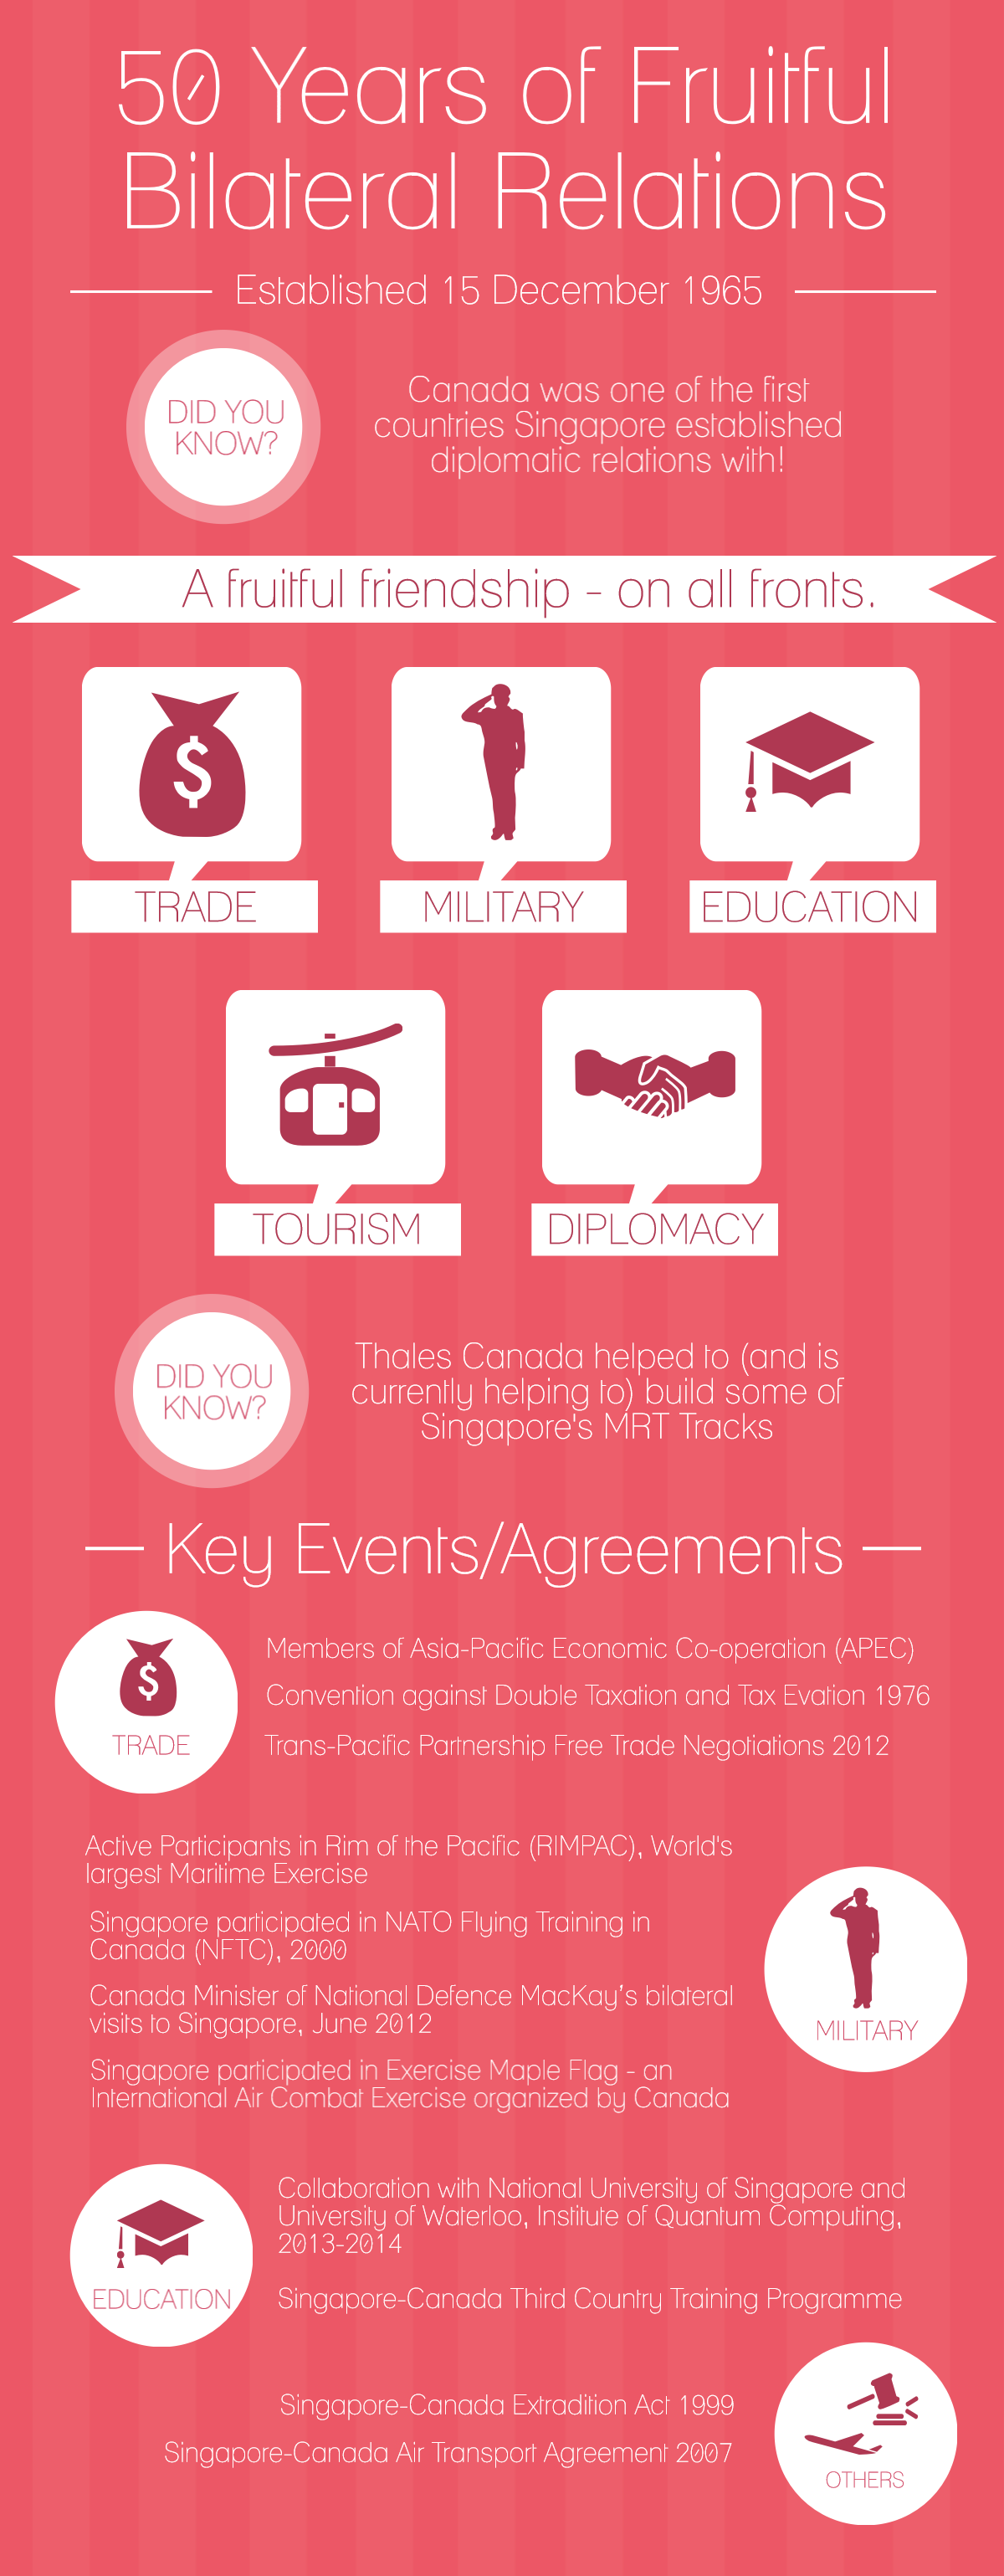 50 Years of Fruitful
Bilateral Relations
Established 15 December 1965
DID YOU
KNOW?
Canada was one of the first
countries Singapore established
diplomatic relations with!
A fruitful friendship - on all fronts.
$
TRADE
MILITARY
EDUCATION
TOURISM
DIPLOMACY
DID YOU
KNOW?
Thales Canada helped to (and is
currently helping to) build some of
Singapore's MRT Tracks
Key Events/Agreements
$
TRADE
Members of Asia-Pacific Economic Co-operation (APEC)
Convention against Double Taxation and Tax Evation 1976
Trans-Pacific Partnership Free Trade Negotiations 2012
Active Participants in Rim of the Pacific (RIMPAC), World's
largest Maritime Exercise
Singapore participated in NATO Flying Training in
Canada (NFTC), 2000
Canada Minister of National Defence MacKay’s bilateral
visits to Singapore, June 2012
Singapore participated in Exercise Maple Flag - an
International Air Combat Exercise organized by Canada
MILITARY
EDUCATION
Collaboration with National University of Singapore and
University of Waterloo, Institute of Quantum Computing,
2013-2014
Singapore-Canada Third Country Training Programme
Singapore-Canada Extradition Act 1999
Singapore-Canada Air Transport Agreement 2007
OTHERS